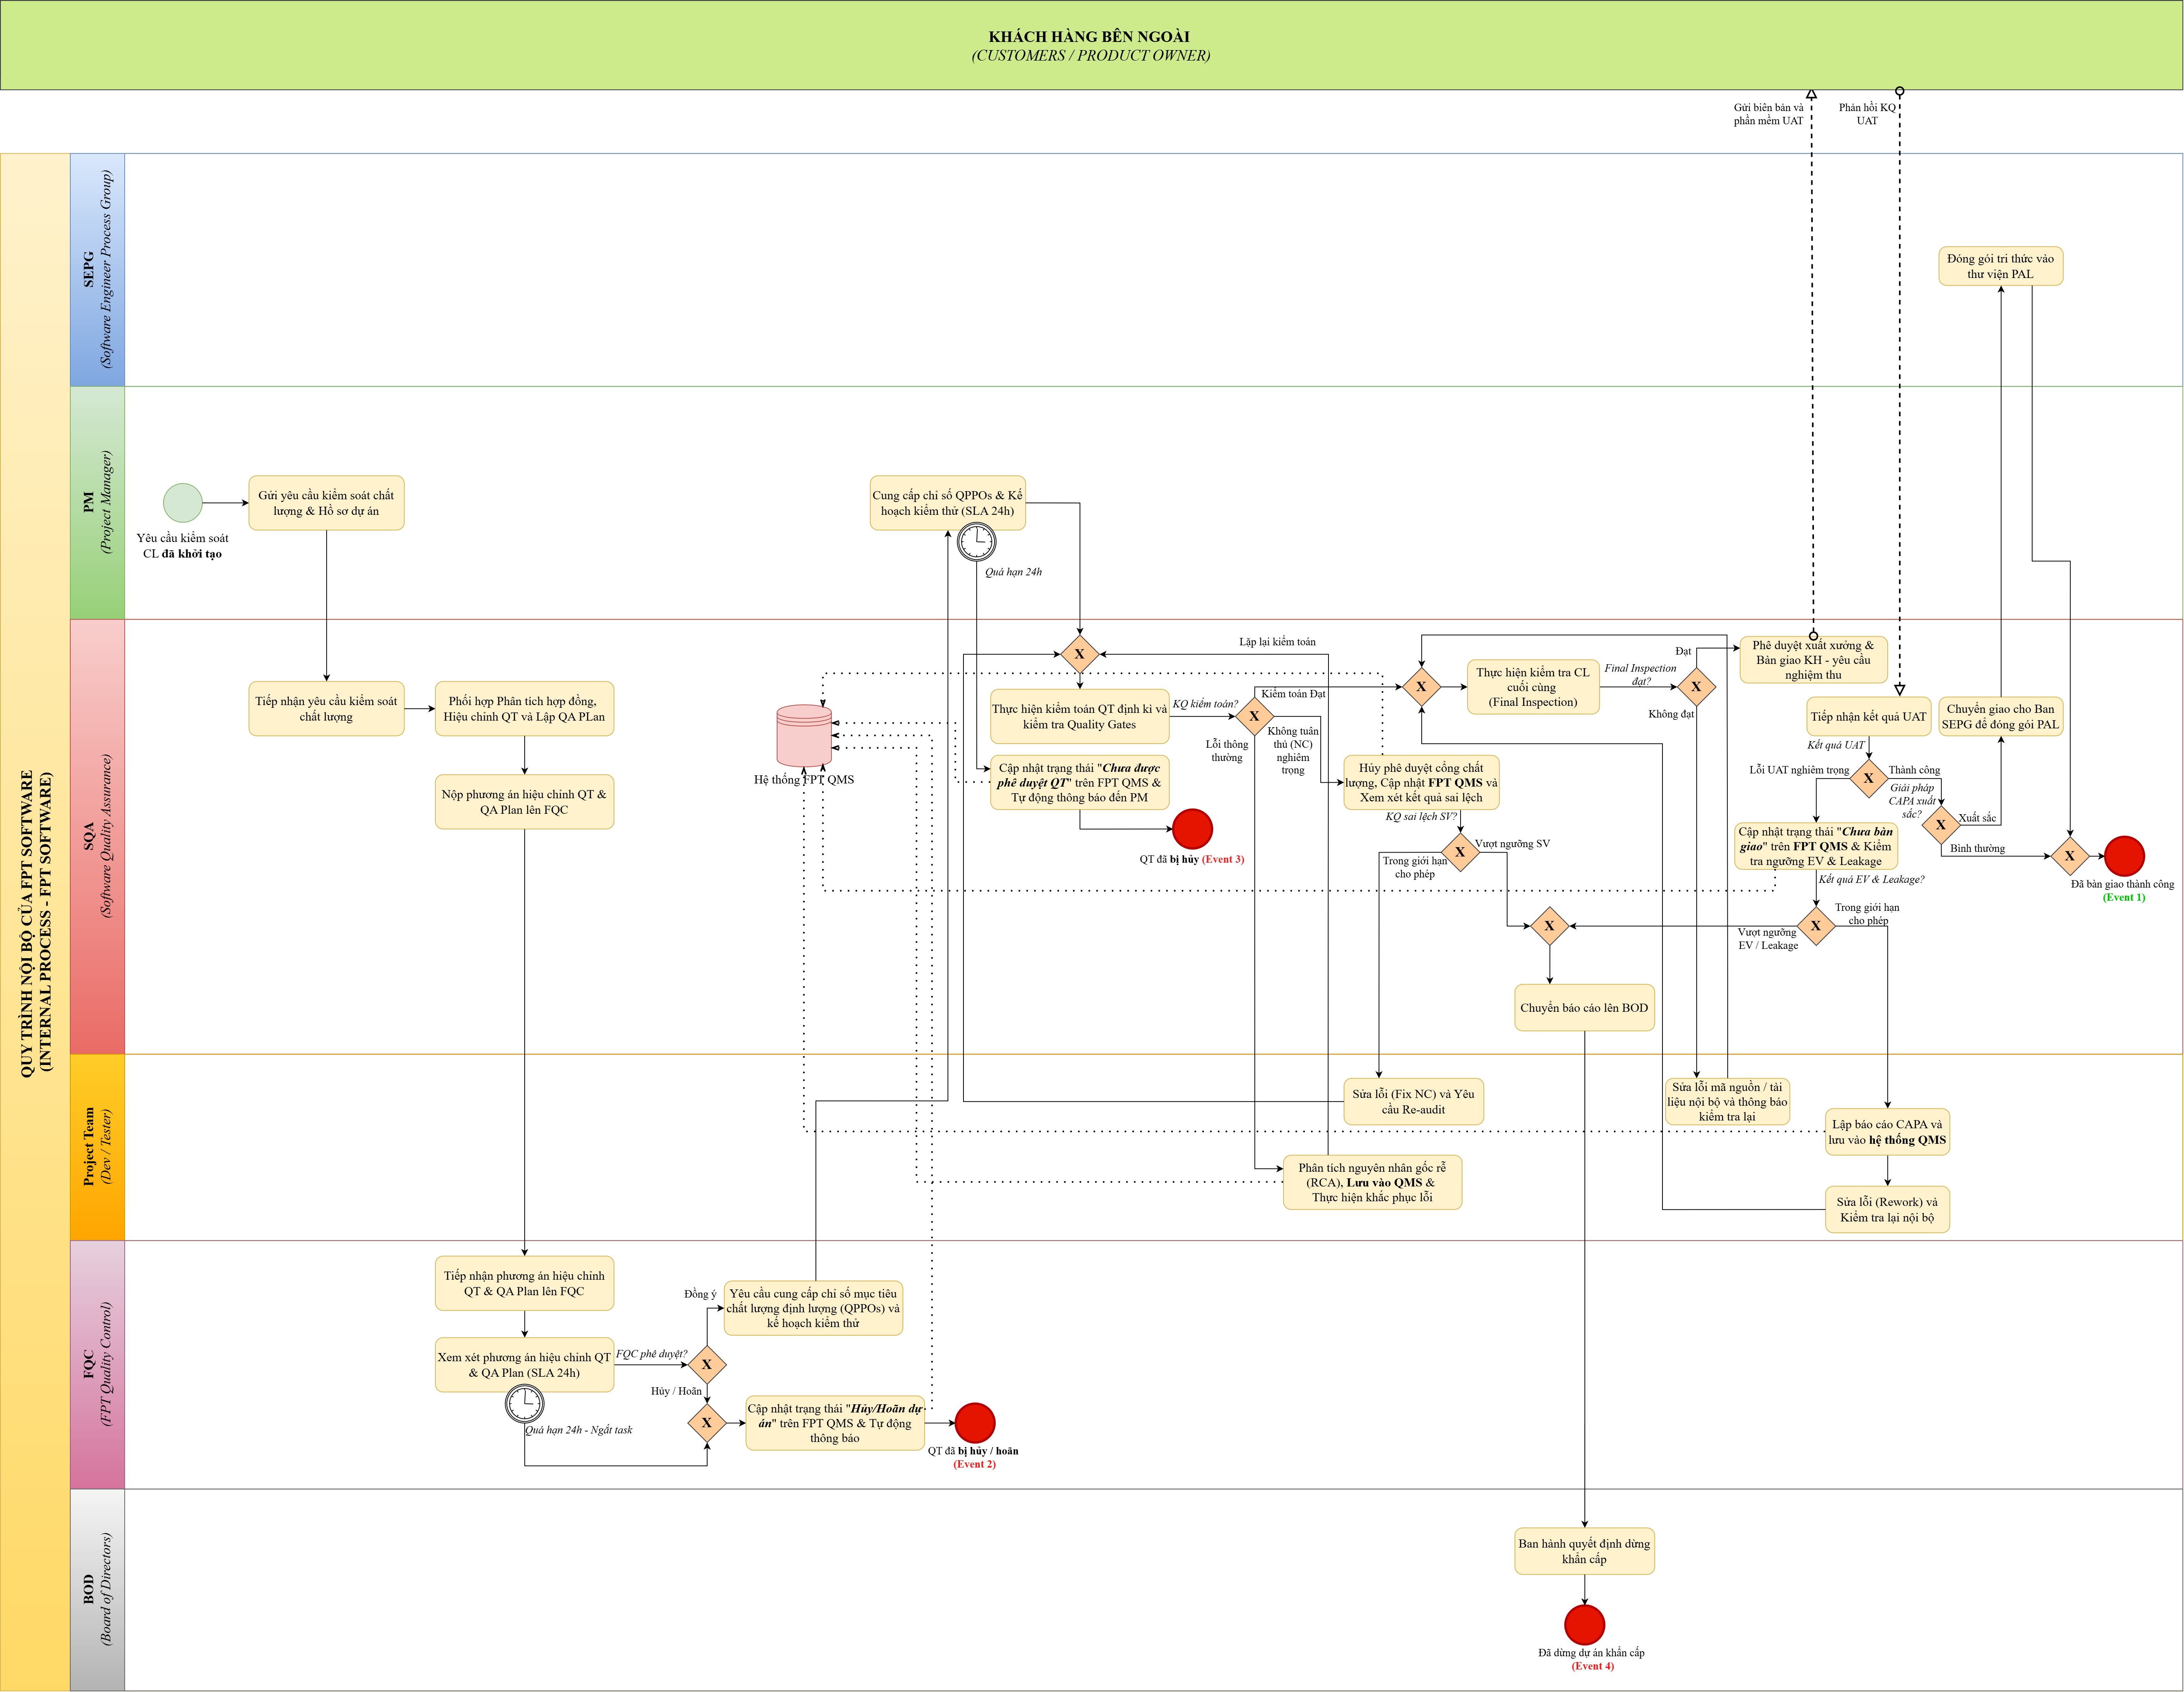 KHÁCH HÀNG BÊN NGOÀI
(CUSTOMERS / PRODUCT OWNER)
Gửi biên bản và
phần mềm UAT
Phản hồi KQ
UAT
QUY TRÌNH NỘI BỘ CỦA FPT SOFTWARE
(INTERNAL PROCESS - FPT SOFTWARE)
SEPG
(Software Engineer Process Group)
Đóng gói tri thức vào
thư viện PAL
PM
(Project Manager)
Yêu cầu kiểm soát
CL đã khởi tạo
Gửi yêu cầu kiểm soát chất
lượng & Hồ sơ dự án
Cung cấp chỉ số QPPOs & Kế
hoạch kiểm thử (SLA 24h)
Quá hạn 24h
SQA
(Software Quality Assurance)
Tiếp nhận yêu cầu kiểm soát
chất lượng
Phối hợp Phân tích hợp đồng,
Hiệu chỉnh QT và Lập QA PLan
Nộp phương án hiệu chỉnh QT &
QA Plan lên FQC
Hệ thống FPT QMS
X
Lặp lại kiểm toán
Thực hiện kiểm toán QT định kì và
kiểm tra Quality Gates
KQ kiểm toán?
X
Kiểm toán Đạt
Lỗi thông
thường
Không tuân
thủ (NC)
nghiêm
trọng
Cập nhật trạng thái "Chưa được
phê duyệt QT" trên FPT QMS &
Tự động thông báo đến PM
QT đã bị hủy (Event 3)
Hủy phê duyệt cổng chất
lượng, Cập nhật FPT QMS và
Xem xét kết quả sai lệch
KQ sai lệch SV?
X
Vượt ngưỡng SV
Trong giới hạn
cho phép
X
Thực hiện kiểm tra CL
cuối cùng
(Final Inspection)
Final Inspection
đạt?
X
Đạt
Không đạt
Phê duyệt xuất xưởng &
Bàn giao KH - yêu cầu
nghiệm thu
Tiếp nhận kết quả UAT
Kết quả UAT
X
Lỗi UAT nghiêm trọng
Thành công
Giải pháp
CAPA xuất
sắc?
X
Xuất sắc
Bình thường
Chuyển giao cho Ban
SEPG để đóng gói PAL
X
Đã bàn giao thành công
(Event 1)
Cập nhật trạng thái "Chưa bàn
giao" trên FPT QMS & Kiểm
tra ngưỡng EV & Leakage
Kết quả EV & Leakage?
X
Trong giới hạn
cho phép
Vượt ngưỡng
EV / Leakage
X
Chuyển báo cáo lên BOD
Project Team
(Dev / Tester)
Sửa lỗi (Fix NC) và Yêu
cầu Re-audit
Sửa lỗi mã nguồn / tài
liệu nội bộ và thông báo
kiểm tra lại
Lập báo cáo CAPA và
lưu vào hệ thống QMS
Phân tích nguyên nhân gốc rễ
(RCA), Lưu vào QMS &
Thực hiện khắc phục lỗi
Sửa lỗi (Rework) và
Kiểm tra lại nội bộ
FQC
(FPT Quality Control)
Tiếp nhận phương án hiệu chỉnh
QT & QA Plan lên FQC
Xem xét phương án hiệu chỉnh QT
& QA Plan (SLA 24h)
Quá hạn 24h - Ngắt task
FQC phê duyệt?
X
Đồng ý
Hủy / Hoãn
X
Yêu cầu cung cấp chỉ số mục tiêu
chất lượng định lượng (QPPOs) và
kế hoạch kiểm thử
Cập nhật trạng thái "Hủy/Hoãn dự
án" trên FPT QMS & Tự động
thông báo
QT đã bị hủy / hoãn
(Event 2)
BOD
(Board of Directors)
Ban hành quyết định dừng
khẩn cấp
Đã dừng dự án khẩn cấp
(Event 4)